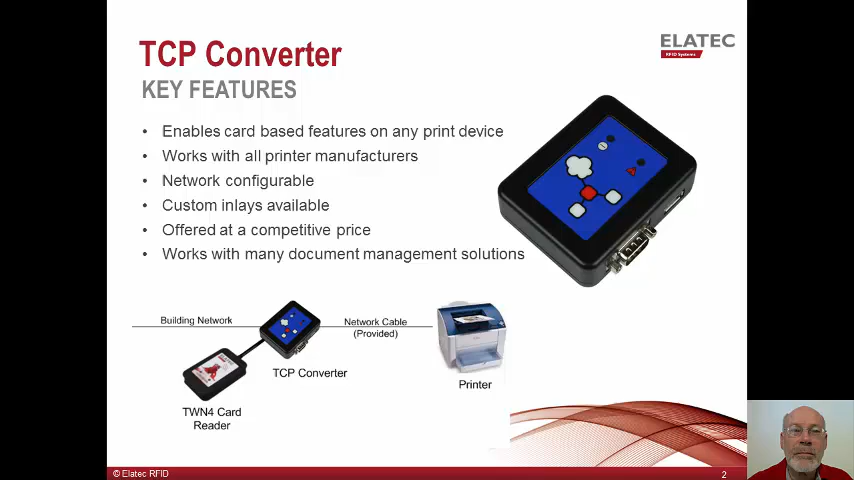 TCP Converter
ELATEC
RFID Systems
KEY FEATURES
• Enables card based features on any print device
• Works with all printer manufacturers
• Network configurable
• Custom inlays available
• Offered at a competitive price
• Works with many document management solutions
Building Network
Network Cable
(Provided)
TCP Converter
Printer
TWN4 Card
Reader
© Elatec RFID
2